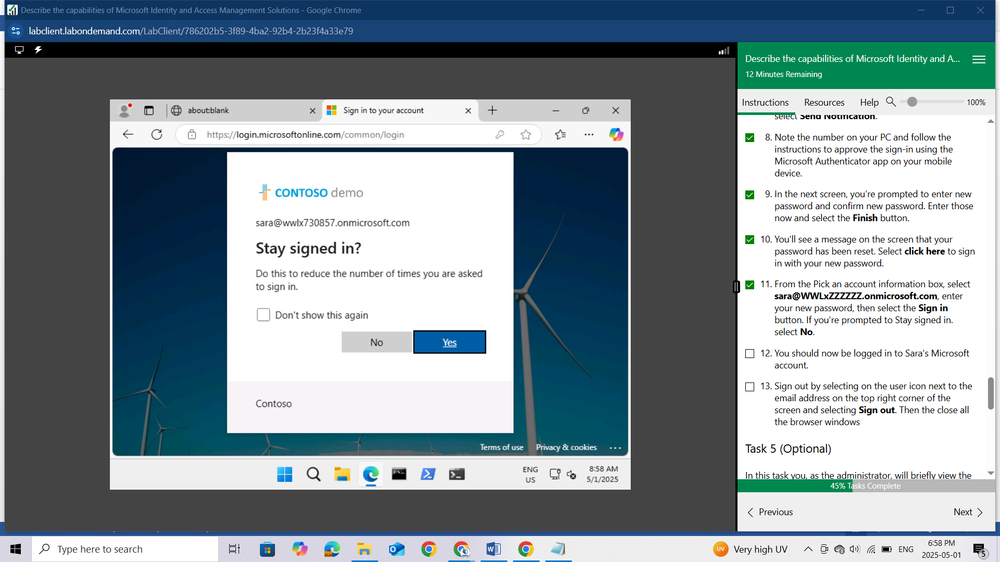 Describe the capabilities of Microsoft Identity and Access Management Solutions - Google Chrome
labclient.labondemand.com/LabClient/786202b5-3f89-4ba2-92b4-2b23f4a33e79
about:blank
Sign in to your account
https://login.microsoftonline.com/common/login
CONTOSO demo
sara@wwlx730857.onmicrosoft.com
Stay signed in?
Do this to reduce the number of times you are asked
to sign in.
Don't show this again
No
Yes
Contoso
Terms of use
Privacy & cookies
ENG
US
8:58 AM
5/1/2025
Describe the capabilities of Microsoft Identity and A...
12 Minutes Remaining
Instructions
Resources
Help
100%
select Send Notification.
8. Note the number on your PC and follow the
instructions to approve the sign-in using the
Microsoft Authenticator app on your mobile
device.
9. In the next screen, you're prompted to enter new
password and confirm new password. Enter those
now and select the Finish button.
10. You'll see a message on the screen that your
password has been reset. Select click here to sign
in with your new password.
11. From the Pick an account information box, select
sara@WWLxZZZZZZ.onmicrosoft.com, enter
your new password, then select the Sign in
button. If you're prompted to Stay signed in.
select No.
12. You should now be logged in to Sara's Microsoft
account.
13. Sign out by selecting on the user icon next to the
email address on the top right corner of the
screen and selecting Sign out. Then the close all
the browser windows
Task 5 (Optional)
In this task you, as the administrator, will briefly view the
45% Tasks Complete
Previous
Next
Type here to search
UV
Very high UV
ENG
6:58 PM
2025-05-01
5